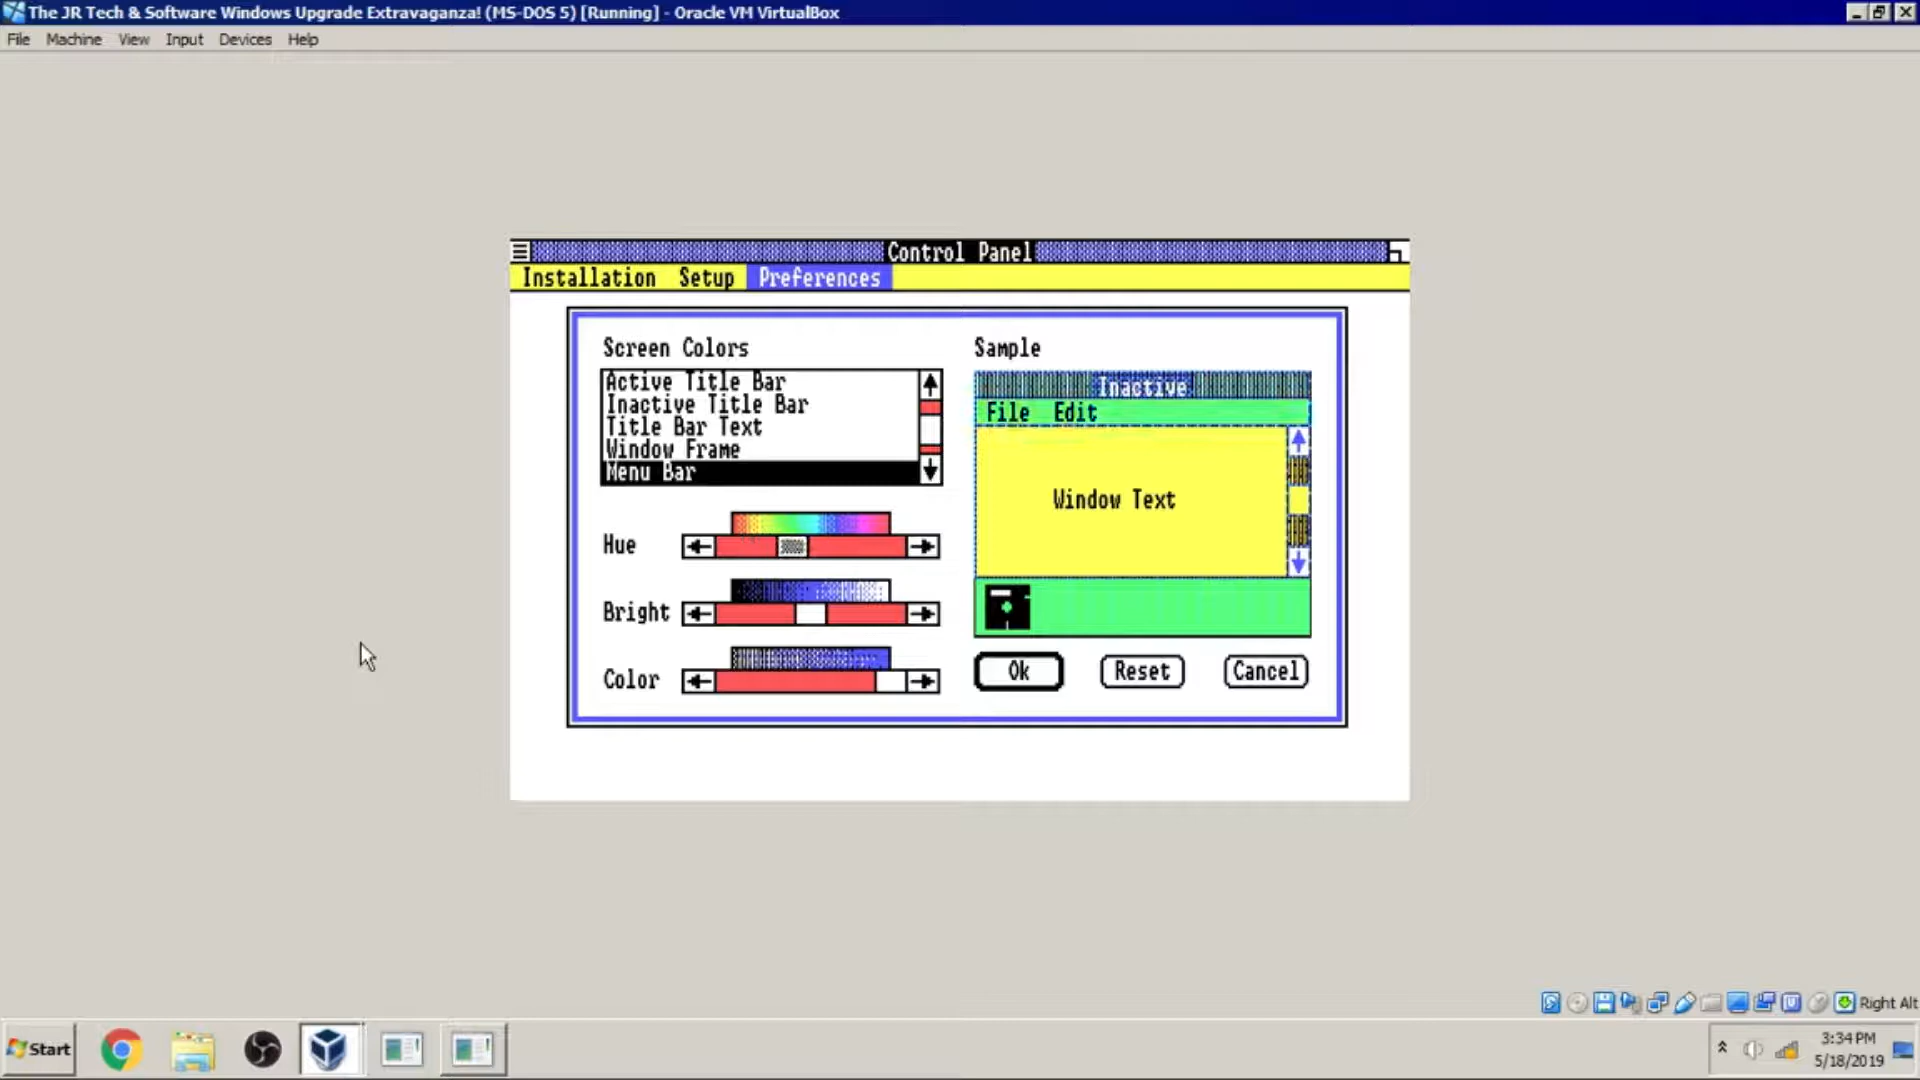 The JR Tech & Software Windows Upgrade Extravaganza! (MS-DOS 5) [Running] - Oracle VM VirtualBox
File Machine View Input Devices Help
Control Panel
Installation Setup Preferences
Screen Colors
Active Title Bar
Inactive Title Bar
Title Bar Text
Window Frame
Menu Bar
Hue
Bright
Color
Sample
Inactive
File Edit
Window Text
Ok Reset Cancel
Right Alt
Start
3:34 PM
5/18/2019